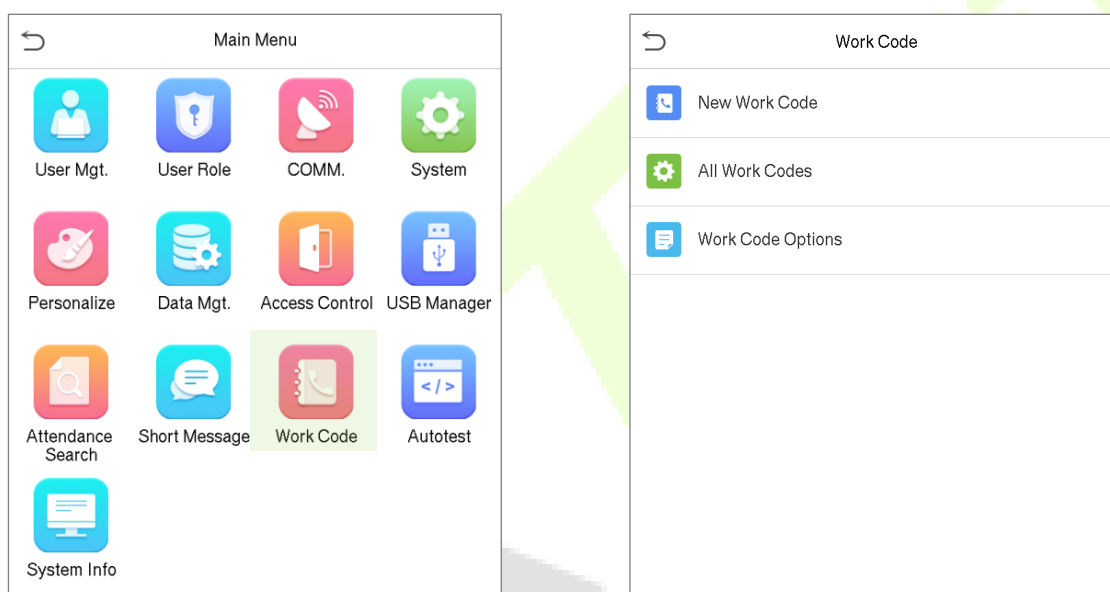 Main Menu
User Mgt.
User Role
COMM.
System
Personalize
Data Mgt.
Access Control
USB Manager
Attendance
Search
Short Message
Work Code
Autotest
</>
System Info
Work Code
New Work Code
All Work Codes
Work Code Options